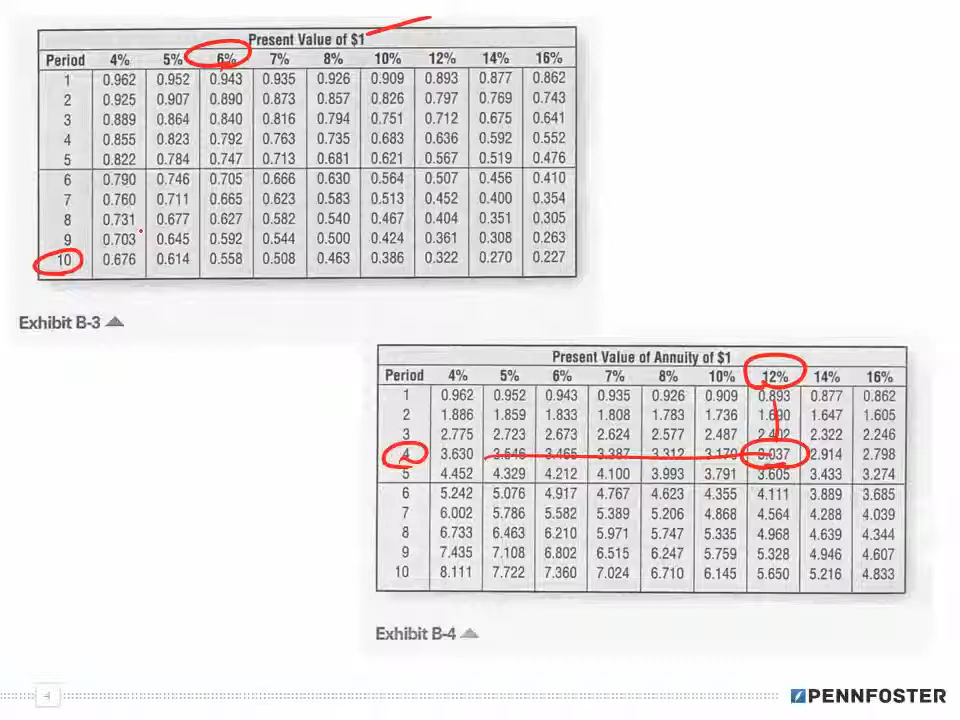 Present Value of $1
Period 4% 5% 6% 7% 8% 10% 12% 14% 16%
1 0.962 0.952 0.943 0.935 0.926 0.909 0.893 0.877 0.862
2 0.925 0.907 0.890 0.873 0.857 0.826 0.797 0.769 0.743
3 0.889 0.864 0.840 0.816 0.794 0.751 0.712 0.675 0.641
4 0.855 0.823 0.792 0.763 0.735 0.683 0.636 0.592 0.552
5 0.822 0.784 0.747 0.713 0.681 0.621 0.567 0.519 0.476
6 0.790 0.746 0.705 0.666 0.630 0.564 0.507 0.456 0.410
7 0.760 0.711 0.665 0.623 0.583 0.513 0.452 0.400 0.354
8 0.731 0.677 0.627 0.582 0.540 0.467 0.404 0.351 0.305
9 0.703 0.645 0.592 0.544 0.500 0.424 0.361 0.308 0.263
10 0.676 0.614 0.558 0.508 0.463 0.386 0.322 0.270 0.227
Exhibit B-3
Present Value of Annuity of $1
Period 4% 5% 6% 7% 8% 10% 12% 14% 16%
1 0.962 0.952 0.943 0.935 0.926 0.909 0.893 0.877 0.862
2 1.886 1.859 1.833 1.808 1.783 1.736 1.690 1.647 1.605
3 2.775 2.723 2.673 2.624 2.577 2.487 2.402 2.322 2.246
4 3.630 3.546 3.465 3.387 3.312 3.170 3.037 2.914 2.798
5 4.452 4.329 4.212 4.100 3.993 3.791 3.605 3.433 3.274
6 5.242 5.076 4.917 4.767 4.623 4.355 4.111 3.889 3.685
7 6.002 5.786 5.582 5.389 5.206 4.868 4.564 4.288 4.039
8 6.733 6.463 6.210 5.971 5.747 5.335 4.968 4.639 4.344
9 7.435 7.108 6.802 6.515 6.247 5.759 5.328 4.946 4.607
10 8.111 7.722 7.360 7.024 6.710 6.145 5.650 5.216 4.833
Exhibit B-4
4
PENNFOSTER